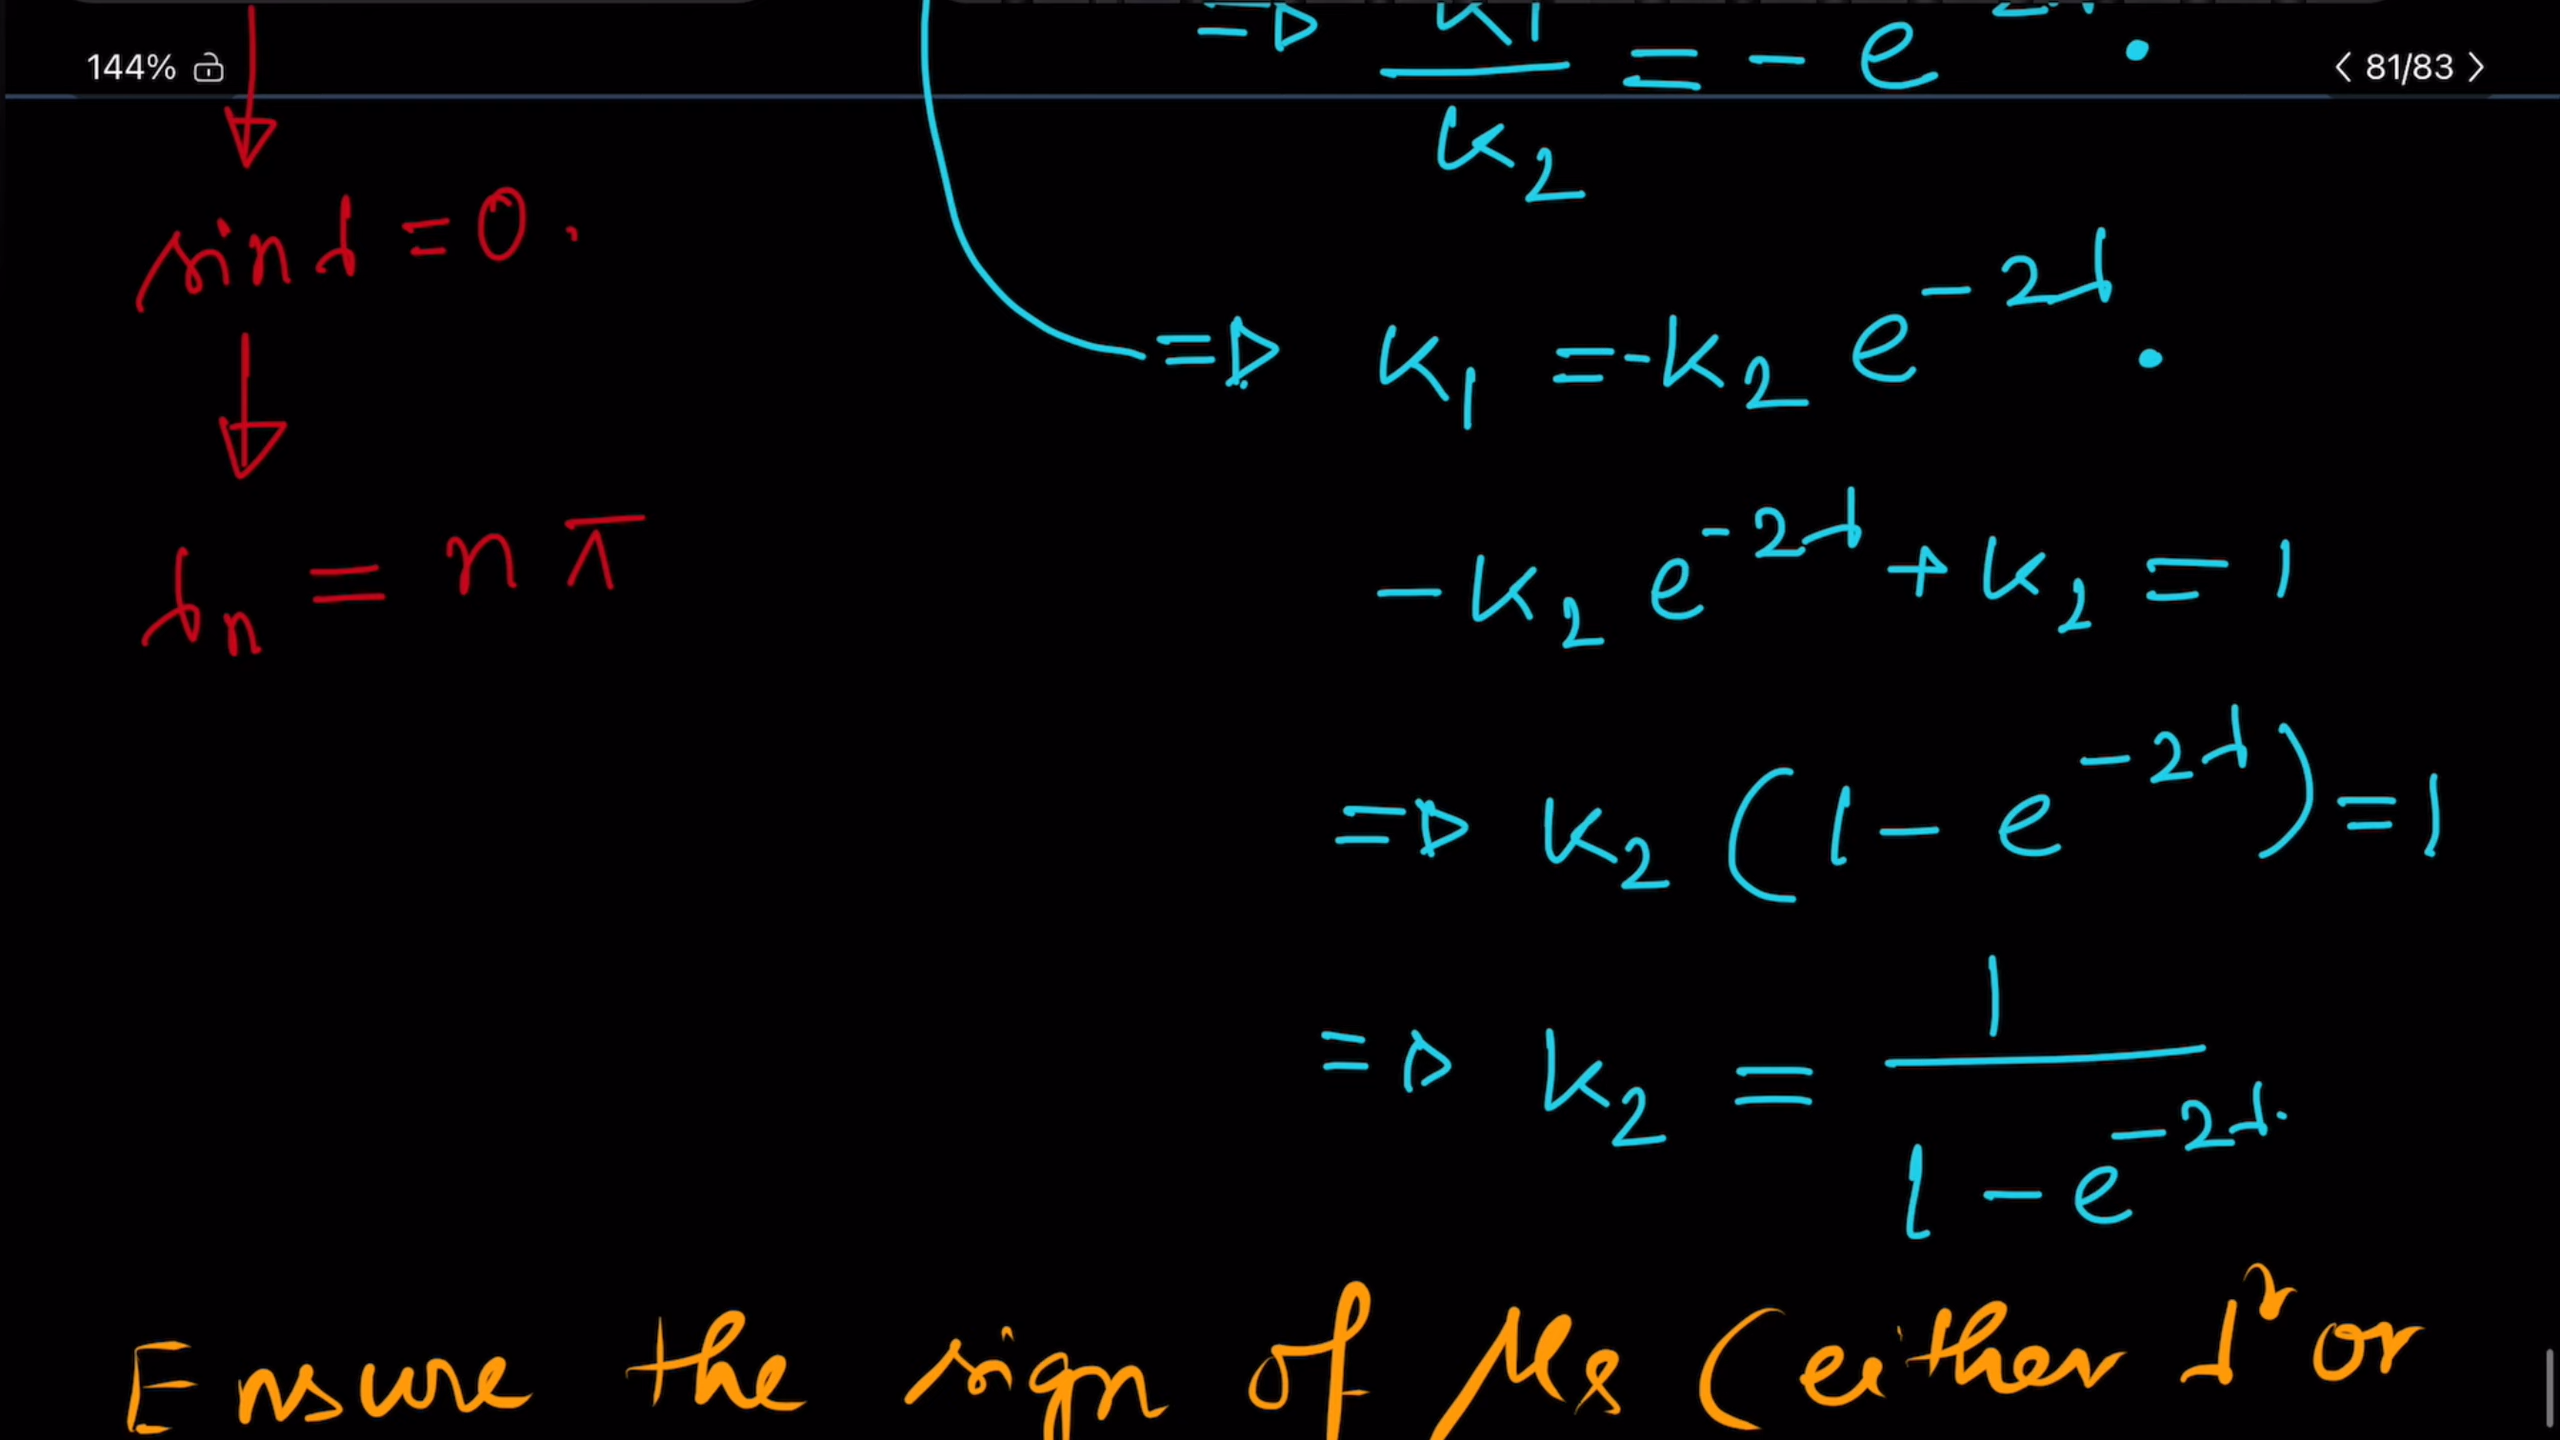 144%
81/83
=> K1/K2 = - e
sin λ = 0.
λn = nπ
=> K1 = -K2 e^{-2λ}.
-K2 e^{-2λ} + K2 = 1
=> K2 (1 - e^{-2λ}) = 1
=> K2 = 1/(1 - e^{-2λ})
Ensure the sign of μs (either λ² or